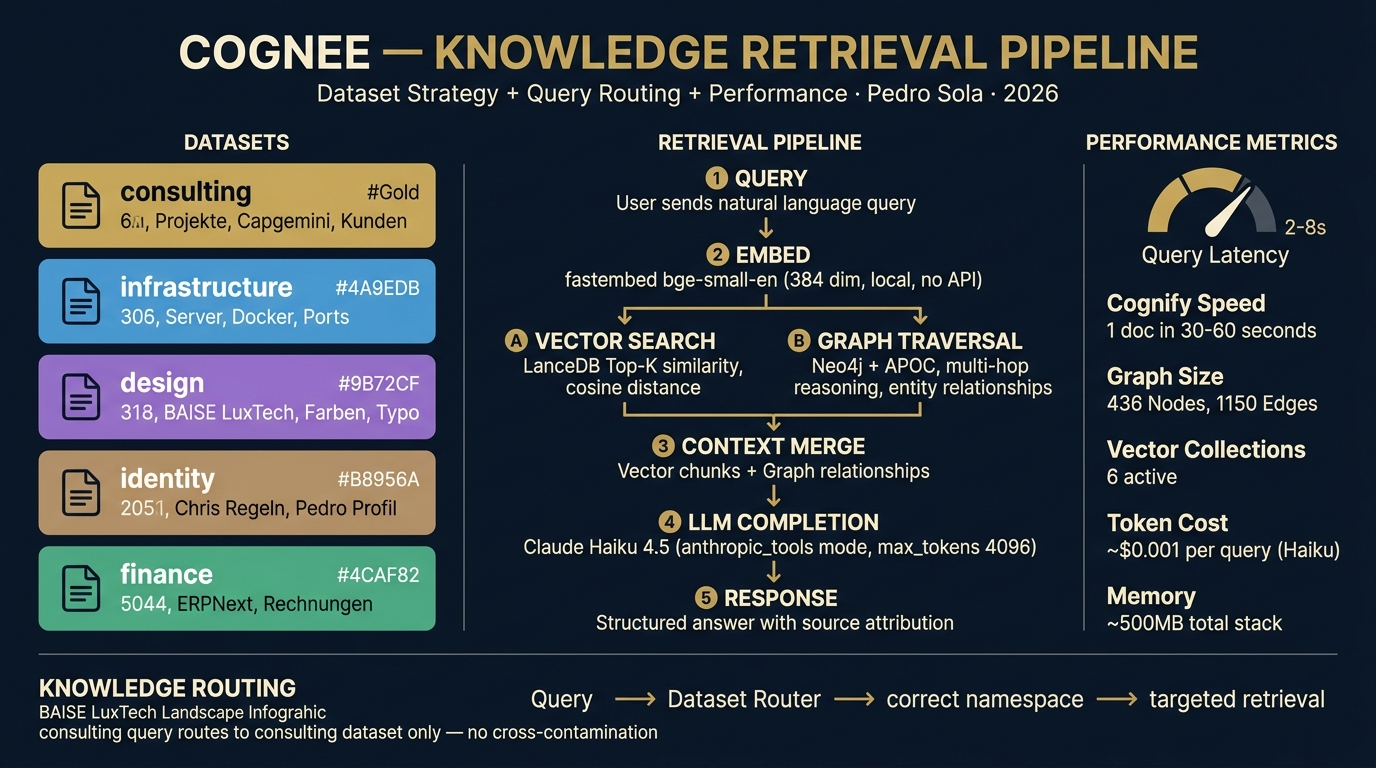 COGNEE — KNOWLEDGE RETRIEVAL PIPELINE
Dataset Strategy + Query Routing + Performance · Pedro Sola · 2026
DATASETS
consulting #Gold
Projekte, Capgemini, Kunden
infrastructure #4A9EDB
306, Server, Docker, Ports
design #9B72CF
318, BAISE LuxTech, Farben, Typo
identity #B8956A
Chris Regeln, Pedro Profil
finance #4CAF82
5044, ERPNext, Rechnungen
RETRIEVAL PIPELINE
1 QUERY
User sends natural language query
2 EMBED
fastembed bge-small-en (384 dim, local, no API)
A VECTOR SEARCH
LanceDB Top-K similarity,
cosine distance
B GRAPH TRAVERSAL
Neo4j + APOC, multi-hop
reasoning, entity relationships
3 CONTEXT MERGE
Vector chunks + Graph relationships
4 LLM COMPLETION
Claude Haiku 4.5 (anthropic_tools mode, max_tokens 4096)
5 RESPONSE
Structured answer with source attribution
PERFORMANCE METRICS
2-8s
Query Latency
Cognify Speed
1 doc in 30-60 seconds
Graph Size
436 Nodes, 1150 Edges
Vector Collections
6 active
Token Cost
~$0.001 per query (Haiku)
Memory
~500MB total stack
KNOWLEDGE ROUTING
BAISE LuxTech Landscape Infograhic
consulting query routes to consulting dataset only — no cross-contamination
Query → Dataset Router → correct namespace → targeted retrieval